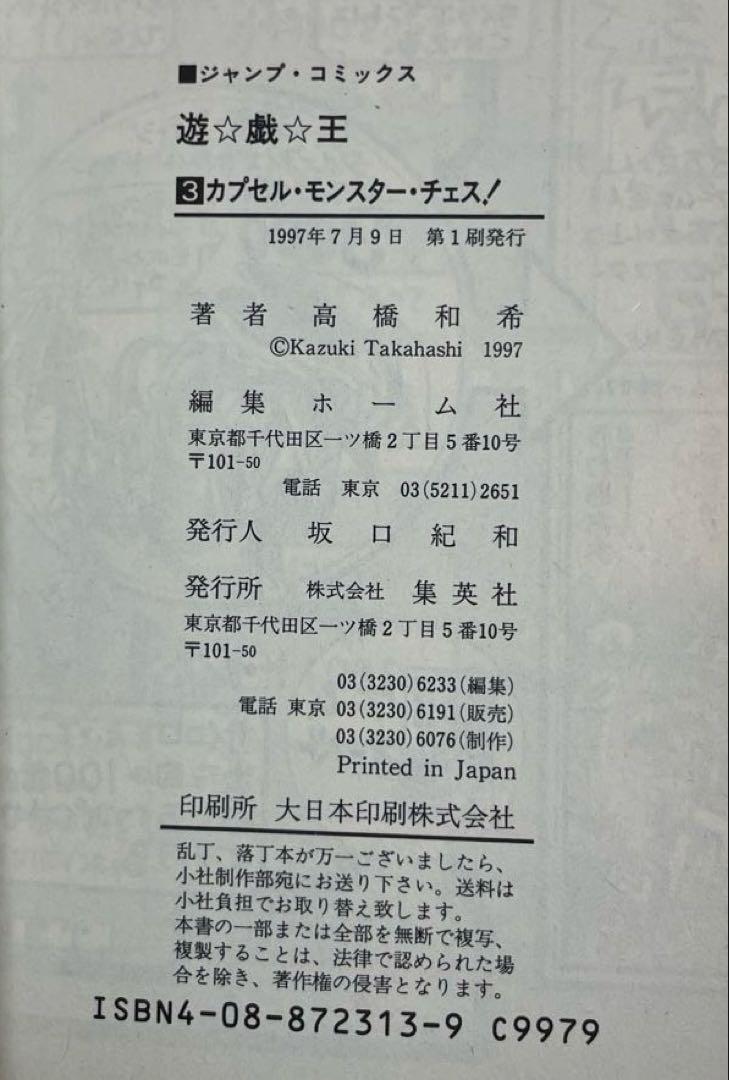 ■ジャンプ・コミックス
遊☆戯☆王
3カプセル・モンスター・チェス!
1997年7月9日　第1刷発行
著者　高橋和希
©Kazuki Takahashi 1997
編集　ホーム社
東京都千代田区一ツ橋2丁目5番10号
〒101-50
電話　東京　03(5211)2651
発行人　坂口紀和
発行所　株式会社　集英社
東京都千代田区一ツ橋2丁目5番10号
〒101-50
03(3230)6233(編集)
電話 東京 03(3230)6191(販売)
03(3230)6076(制作)
Printed in Japan
印刷所　大日本印刷株式会社
乱丁、落丁本が万一ございましたら、
小社制作部宛にお送り下さい。送料は
小社負担でお取り替え致します。
本書の一部または全部を無断で複写、
複製することは、法律で認められた場
合を除き、著作権の侵害となります。
ISBN4-08-872313-9 C9979